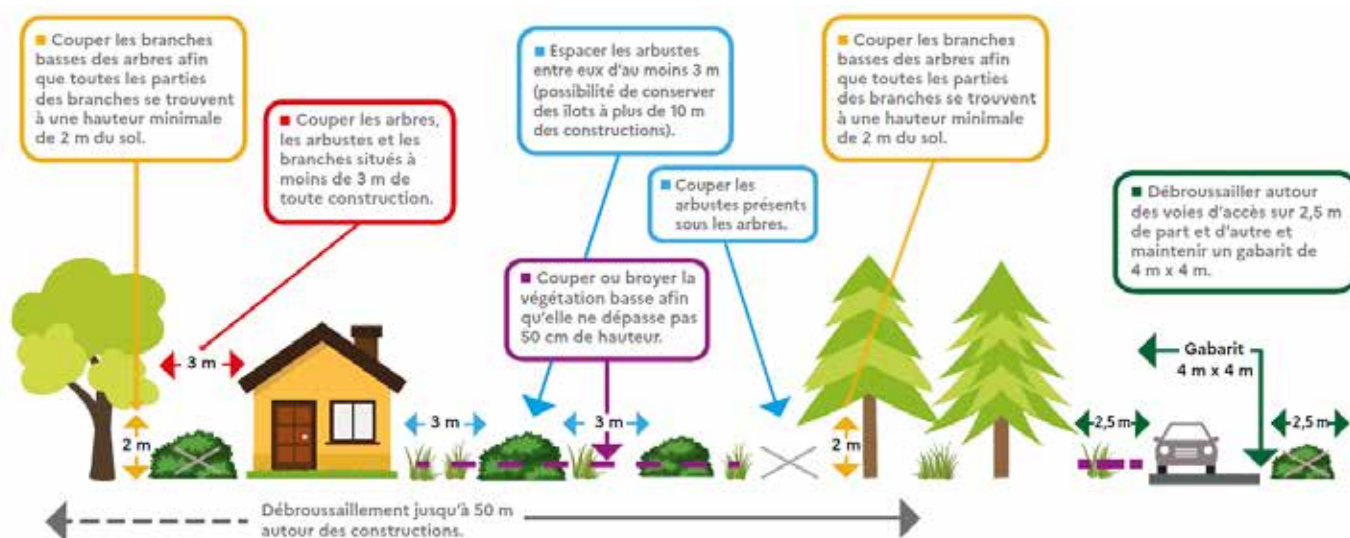 ■ Couper les branches
basses des arbres afin
que toutes les parties
des branches se trouvent
à une hauteur minimale
de 2 m du sol.
■ Couper les arbres,
les arbustes et les
branches situés à
moins de 3 m de
toute construction.
■ Espacer les arbustes
entre eux d'au moins 3 m
(possibilité de conserver
des îlots à plus de 10 m
des constructions).
■ Couper les
arbustes présents
sous les arbres.
■ Couper ou broyer la
végétation basse afin
qu'elle ne dépasse pas
50 cm de hauteur.
■ Couper les branches
basses des arbres afin
que toutes les parties
des branches se trouvent
à une hauteur minimale
de 2 m du sol.
■ Débroussailler autour
des voies d'accès sur 2,5 m
de part et d'autre et
maintenir un gabarit de
4 m x 4 m.
3 m
Gabarit
4 m x 4 m
2 m
3 m
3 m
2 m
2,5 m
2,5 m
Débroussaillement jusqu'à 50 m
autour des constructions.